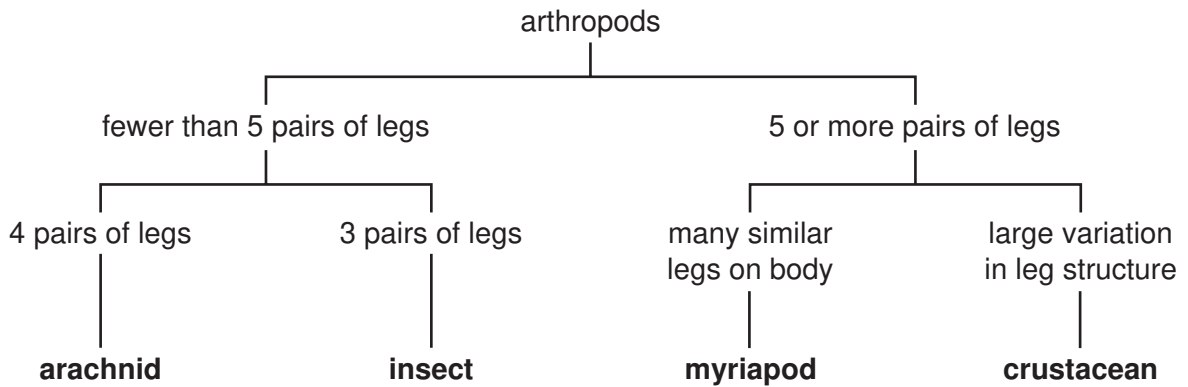 arthropods
fewer than 5 pairs of legs
5 or more pairs of legs
4 pairs of legs
3 pairs of legs
many similar
legs on body
large variation
in leg structure
arachnid
insect
myriapod
crustacean